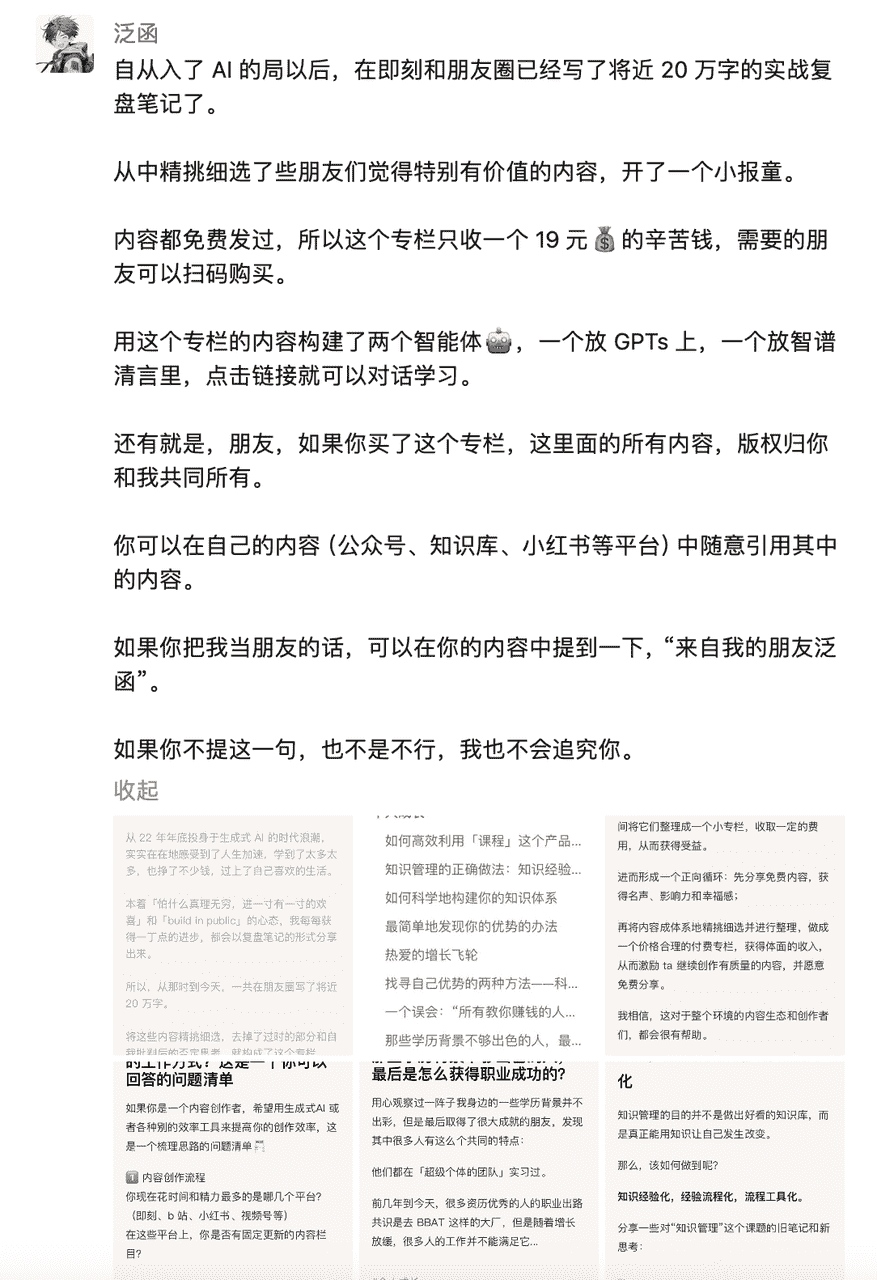 泛函
自从入了 AI 的局以后，在即刻和朋友圈已经写了将近 20 万字的实战复
盘笔记了。
从中精挑细选了些朋友们觉得特别有价值的内容，开了一个小报童。
内容都免费发过，所以这个专栏只收一个 19 元💰的辛苦钱，需要的朋
友可以扫码购买。
用这个专栏的内容构建了两个智能体🤖，一个放 GPTs 上，一个放智谱
清言里，点击链接就可以对话学习。
还有就是，朋友，如果你买了这个专栏，这里面的所有内容，版权归你
和我共同所有。
你可以在自己的内容（公众号、知识库、小红书等平台）中随意引用其中
的内容。
如果你把我当朋友的话，可以在你的内容中提到一下，“来自我的朋友泛
函”。
如果你不提这一句，也不是不行，我也不会追究你。
收起
从 22 年年底投身于生成式 AI 的时代浪潮，
实实在在地感受到了人生加速，学到了太多太
多，也挣了不少钱，过上了自己喜欢的生活。
本着「怕什么真理无穷，进一寸有一寸的欢
喜」和「build in public」的心态，我每每获
得一丁点的进步，都会以复盘笔记的形式分享
出来。
所以，从那时到今天，一共在朋友圈写了将近
20 万字。
将这些内容精挑细选，去掉了过时的部分和自
我批判后的否定思考，就构成了这个专栏
如何高效利用「课程」这个产品...
知识管理的正确做法：知识经验...
如何科学地构建你的知识体系
最简单地发现你的优势的办法
热爱的增长飞轮
找寻自己优势的两种方法——科...
一个误会：“所有教你赚钱的人...
那些学历背景不够出色的人，最...
间将它们整理成一个小专栏，收取一定的费
用，从而获得受益。
进而形成一个正向循环：先分享免费内容，获
得名声、影响力和幸福感；
再将内容成体系地精挑细选并进行整理，做成
一个价格合理的付费专栏，获得体面的收入，
从而激励 ta 继续创作有质量的内容，并愿意
免费分享。
我相信，这对于整个环境的内容生态和创作者
们，都会很有帮助。
的工作方式？这是一个你可以
回答的问题清单
如果你是一个内容创作者，希望用生成式AI 或
者各种别的效率工具来提高你的创作效率，这
是一个梳理思路的问题清单
1️⃣ 内容创作流程
你现在花时间和精力最多的是哪几个平台？
（即刻、b 站、小红书、视频号等）
在这些平台上，你是否有固定更新的内容栏
目？
最后是怎么获得职业成功的？
用心观察过一阵子我身边的一些学历背景并不
出彩，但是最后取得了很大成就的朋友，发现
其中很多人有这么个共同的特点：
他们都在「超级个体的团队」实习过。
前几年到今天，很多资历优秀的人的职业出路
共识是去 BBAT 这样的大厂，但是随着增长
放缓，很多人的工作并不能满足它...
化
知识管理的目的并不是做出好看的知识库，而
是真正能用知识让自己发生改变。
那么，该如何做到呢？
知识经验化，经验流程化，流程工具化。
分享一些对“知识管理”这个课题的旧笔记和新
思考：